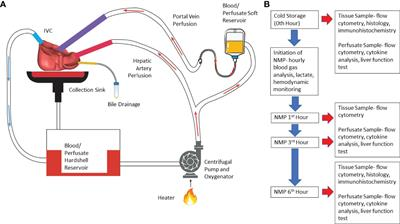 A
IVC
Portal Vein
Perfusion
Blood/
Perfusate Soft
Reservoir
Hepatic
Artery
Perfusion
Collection Sink
Bile Drainage
Blood/
Perfusate
Hardshell
Reservoir
Centrifugal
Pump and
Oxygenator
Heater
B
Cold Storage
(0th Hour)
Tissue Sample- flow
cytometry, histology,
immunohistochemistry
Perfusate Sample- flow
cytometry, cytokine
analysis, liver function
test
Initiation of
NMP- hourly
blood gas
analysis, lactate,
hemodynamic
monitoring
NMP 1st Hour
Tissue Sample- flow
cytometry
Perfusate Sample- flow
cytometry, cytokine
analysis, liver function
test
NMP 3rd Hour
NMP 6th Hour
Tissue Sample- flow
cytometry, histology,
immunohistochemistry
Perfusate Sample- flow
cytometry, cytokine
analysis, liver function
test